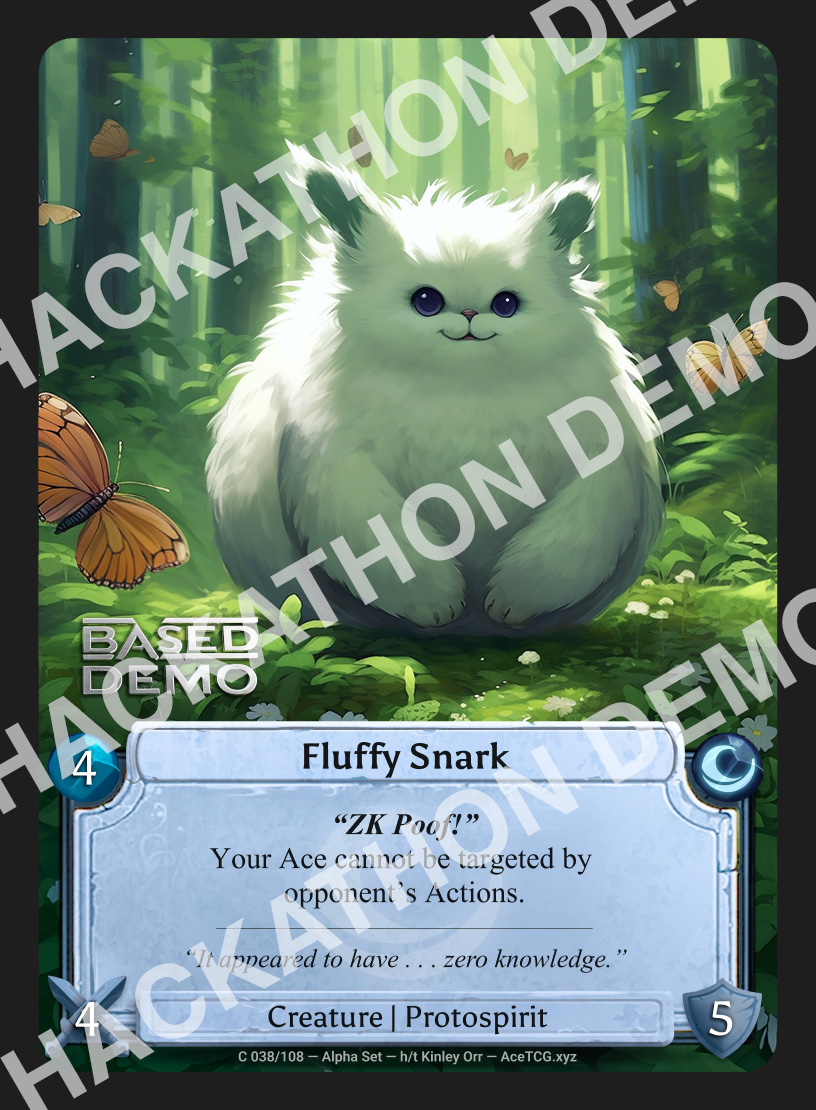 HACKATHON DEMO
HACKATHON DEMO
HACKATHON DEMO
BASED
DEMO
4
Fluffy Snark
“ZK Poof!”
Your Ace cannot be targeted by
opponent’s Actions.
“It appeared to have . . . zero knowledge.”
4
Creature | Protospirit
5
C 038/108 — Alpha Set — h/t Kinley Orr — AceTCG.xyz